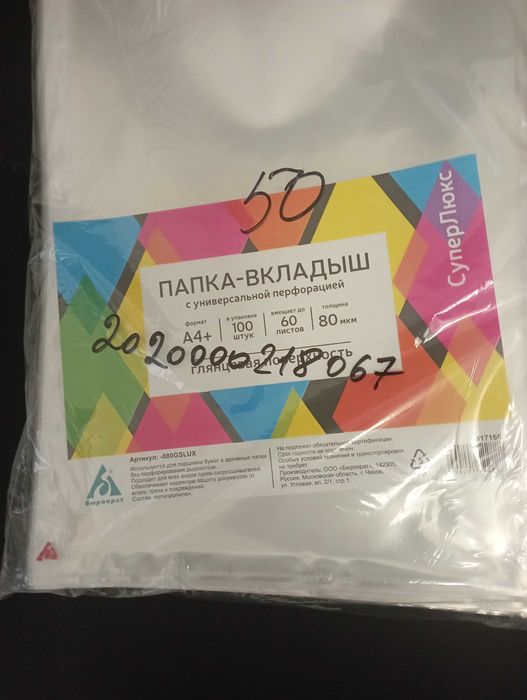 50
СуперЛюкс
ПАПКА-ВКЛАДЫШ
с универсальной перфорацией
формат
А4+
в упаковке
100
штук
вмещает до
60
листов
толщина
80 мкм
2020006218067
глянцевая поверхность
Артикул: -080GSLUX
Используется для подшивки бумаг в архивные папки
без перфорирования дыроколом.
Подходит для всех видов папок-скоросшивателей.
Обеспечивает надежную защиту документов от
влаги, грязи и повреждений.
Состав: полипропилен.
Не подлежит обязательной сертификации.
Срок годности не ограничен.
Особых условий хранения и транспортировки
не требует.
Производитель: ООО «Бюрократ», 142305,
Россия, Московская область, г. Чехов,
ул. Угловая, вл. 2/1, стр.1.
бюрократ